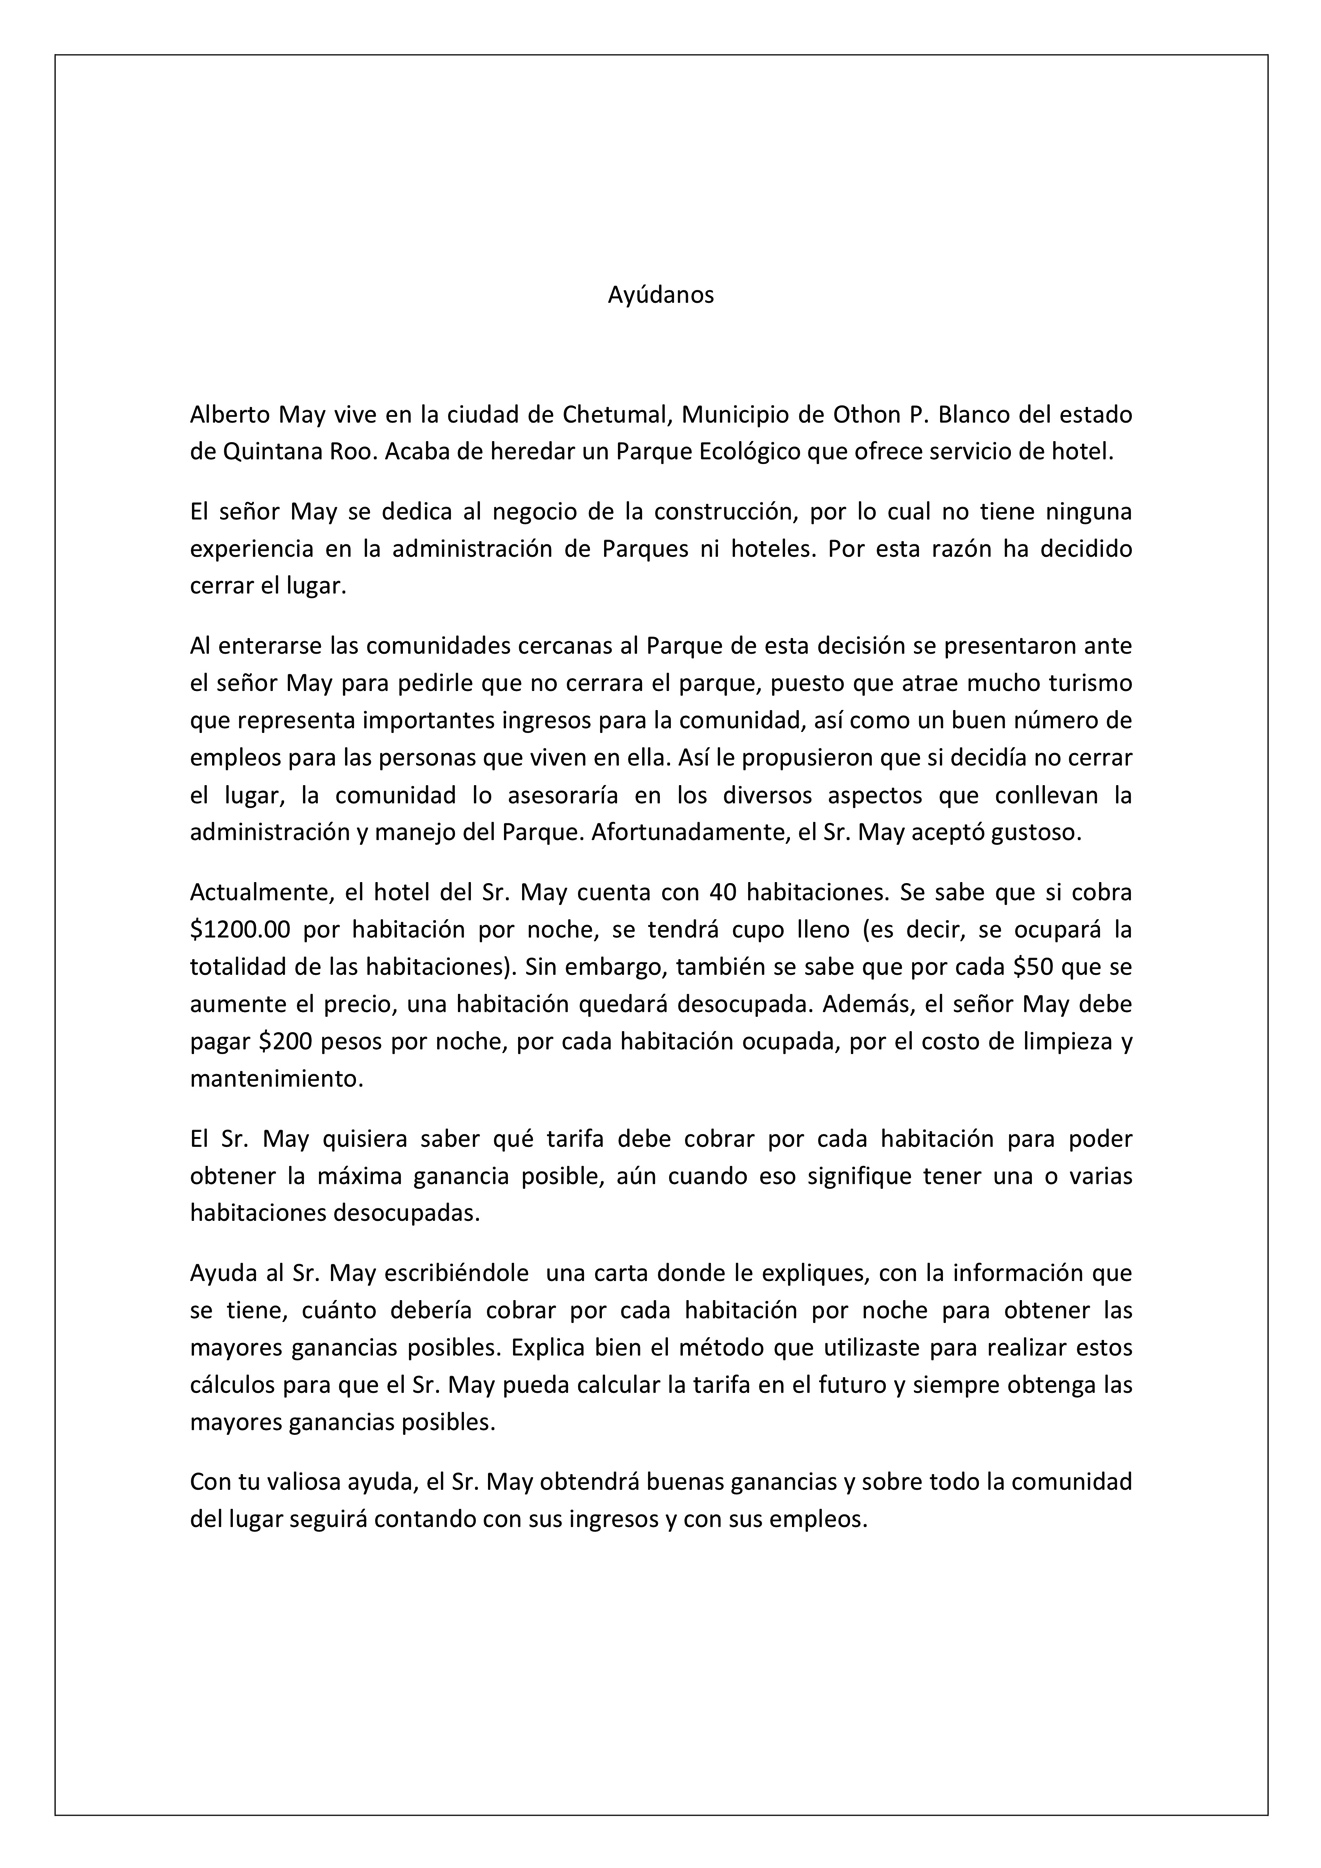 Ayúdanos
Alberto May vive en la ciudad de Chetumal, Municipio de Othon P. Blanco del estado
de Quintana Roo. Acaba de heredar un Parque Ecológico que ofrece servicio de hotel.
El señor May se dedica al negocio de la construcción, por lo cual no tiene ninguna
experiencia en la administración de Parques ni hoteles. Por esta razón ha decidido
cerrar el lugar.
Al enterarse las comunidades cercanas al Parque de esta decisión se presentaron ante
el señor May para pedirle que no cerrara el parque, puesto que atrae mucho turismo
que representa importantes ingresos para la comunidad, así como un buen número de
empleos para las personas que viven en ella. Así le propusieron que si decidía no cerrar
el lugar, la comunidad lo asesoraría en los diversos aspectos que conllevan la
administración y manejo del Parque. Afortunadamente, el Sr. May aceptó gustoso.
Actualmente, el hotel del Sr. May cuenta con 40 habitaciones. Se sabe que si cobra
$1200.00 por habitación por noche, se tendrá cupo lleno (es decir, se ocupará la
totalidad de las habitaciones). Sin embargo, también se sabe que por cada $50 que se
aumente el precio, una habitación quedará desocupada. Además, el señor May debe
pagar $200 pesos por noche, por cada habitación ocupada, por el costo de limpieza y
mantenimiento.
El Sr. May quisiera saber qué tarifa debe cobrar por cada habitación para poder
obtener la máxima ganancia posible, aún cuando eso signifique tener una o varias
habitaciones desocupadas.
Ayuda al Sr. May escribiéndole una carta donde le expliques, con la información que
se tiene, cuánto debería cobrar por cada habitación por noche para obtener las
mayores ganancias posibles. Explica bien el método que utilizaste para realizar estos
cálculos para que el Sr. May pueda calcular la tarifa en el futuro y siempre obtenga las
mayores ganancias posibles.
Con tu valiosa ayuda, el Sr. May obtendrá buenas ganancias y sobre todo la comunidad
del lugar seguirá contando con sus ingresos y con sus empleos.